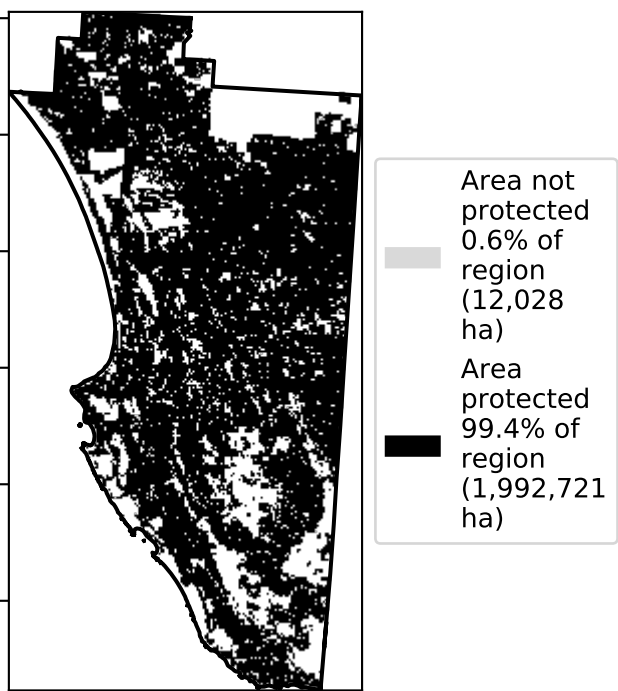 Area not
protected
0.6% of
region
(12,028
ha)
Area
protected
99.4% of
region
(1,992,721
ha)